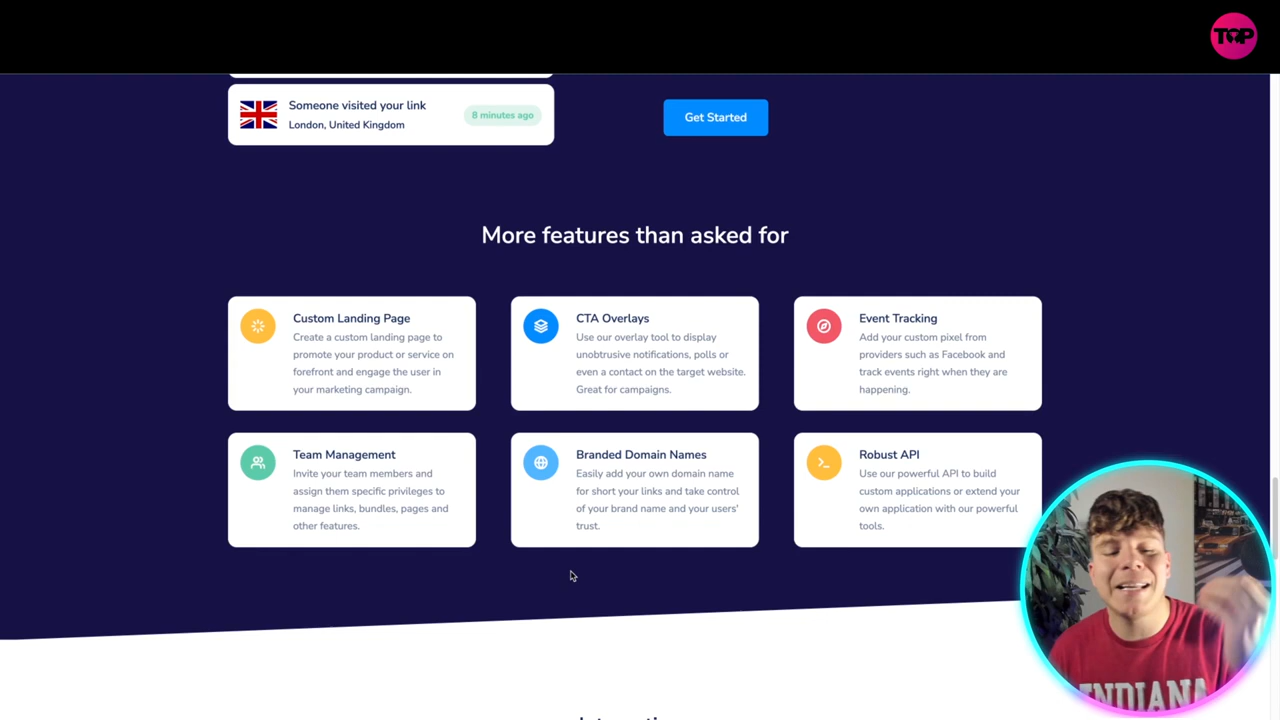 TOP
Someone visited your link
8 minutes ago
London, United Kingdom
Get Started
More features than asked for
Custom Landing Page
Create a custom landing page to
promote your product or service on
forefront and engage the user in
your marketing campaign.
CTA Overlays
Use our overlay tool to display
unobtrusive notifications, polls or
even a contact on the target website.
Great for campaigns.
Event Tracking
Add your custom pixel from
providers such as Facebook and
track events right when they are
happening.
Team Management
Invite your team members and
assign them specific privileges to
manage links, bundles, pages and
other features.
Branded Domain Names
Easily add your own domain name
for short your links and take control
of your brand name and your users'
trust.
Robust API
Use our powerful API to build
custom applications or extend your
own application with our powerful
tools.
INDIANA